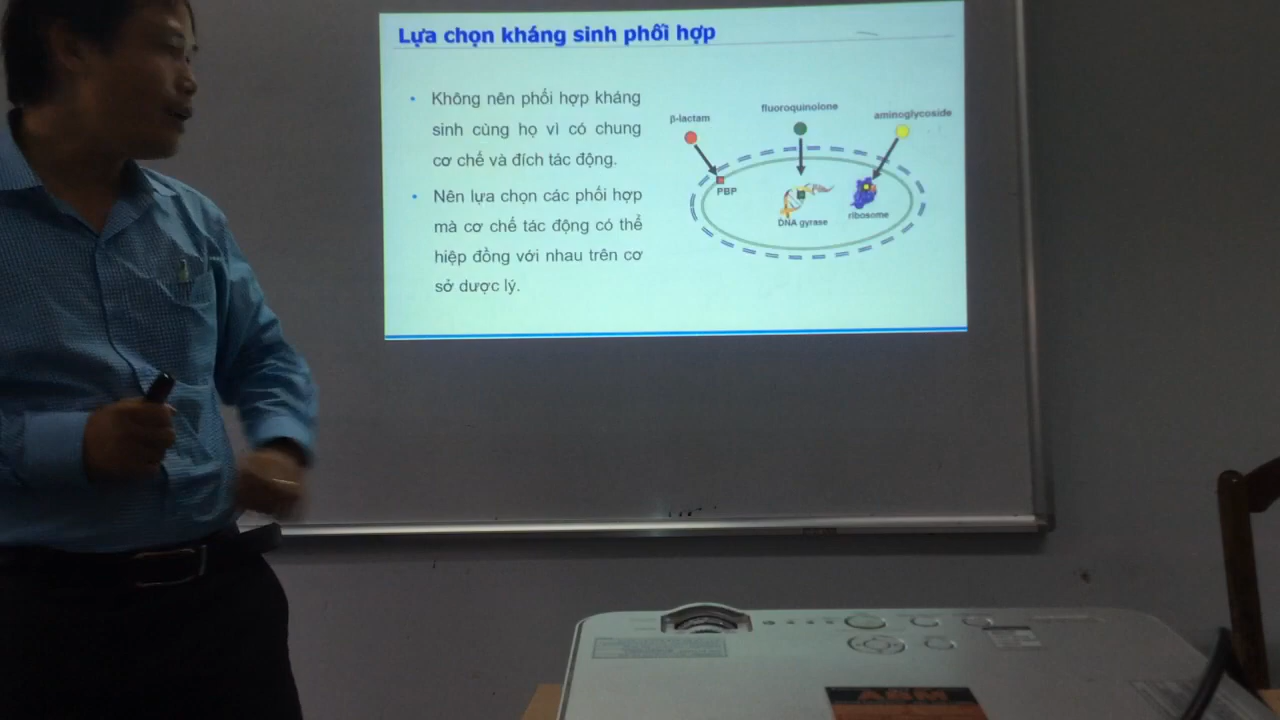 Lựa chọn kháng sinh phối hợp
• Không nên phối hợp kháng
sinh cùng họ vì có chung
cơ chế và đích tác động.
• Nên lựa chọn các phối hợp
mà cơ chế tác động có thể
hiệp đồng với nhau trên cơ
sở dược lý.
β-lactam
fluoroquinolone
aminoglycoside
PBP
DNA gyrase
ribosome